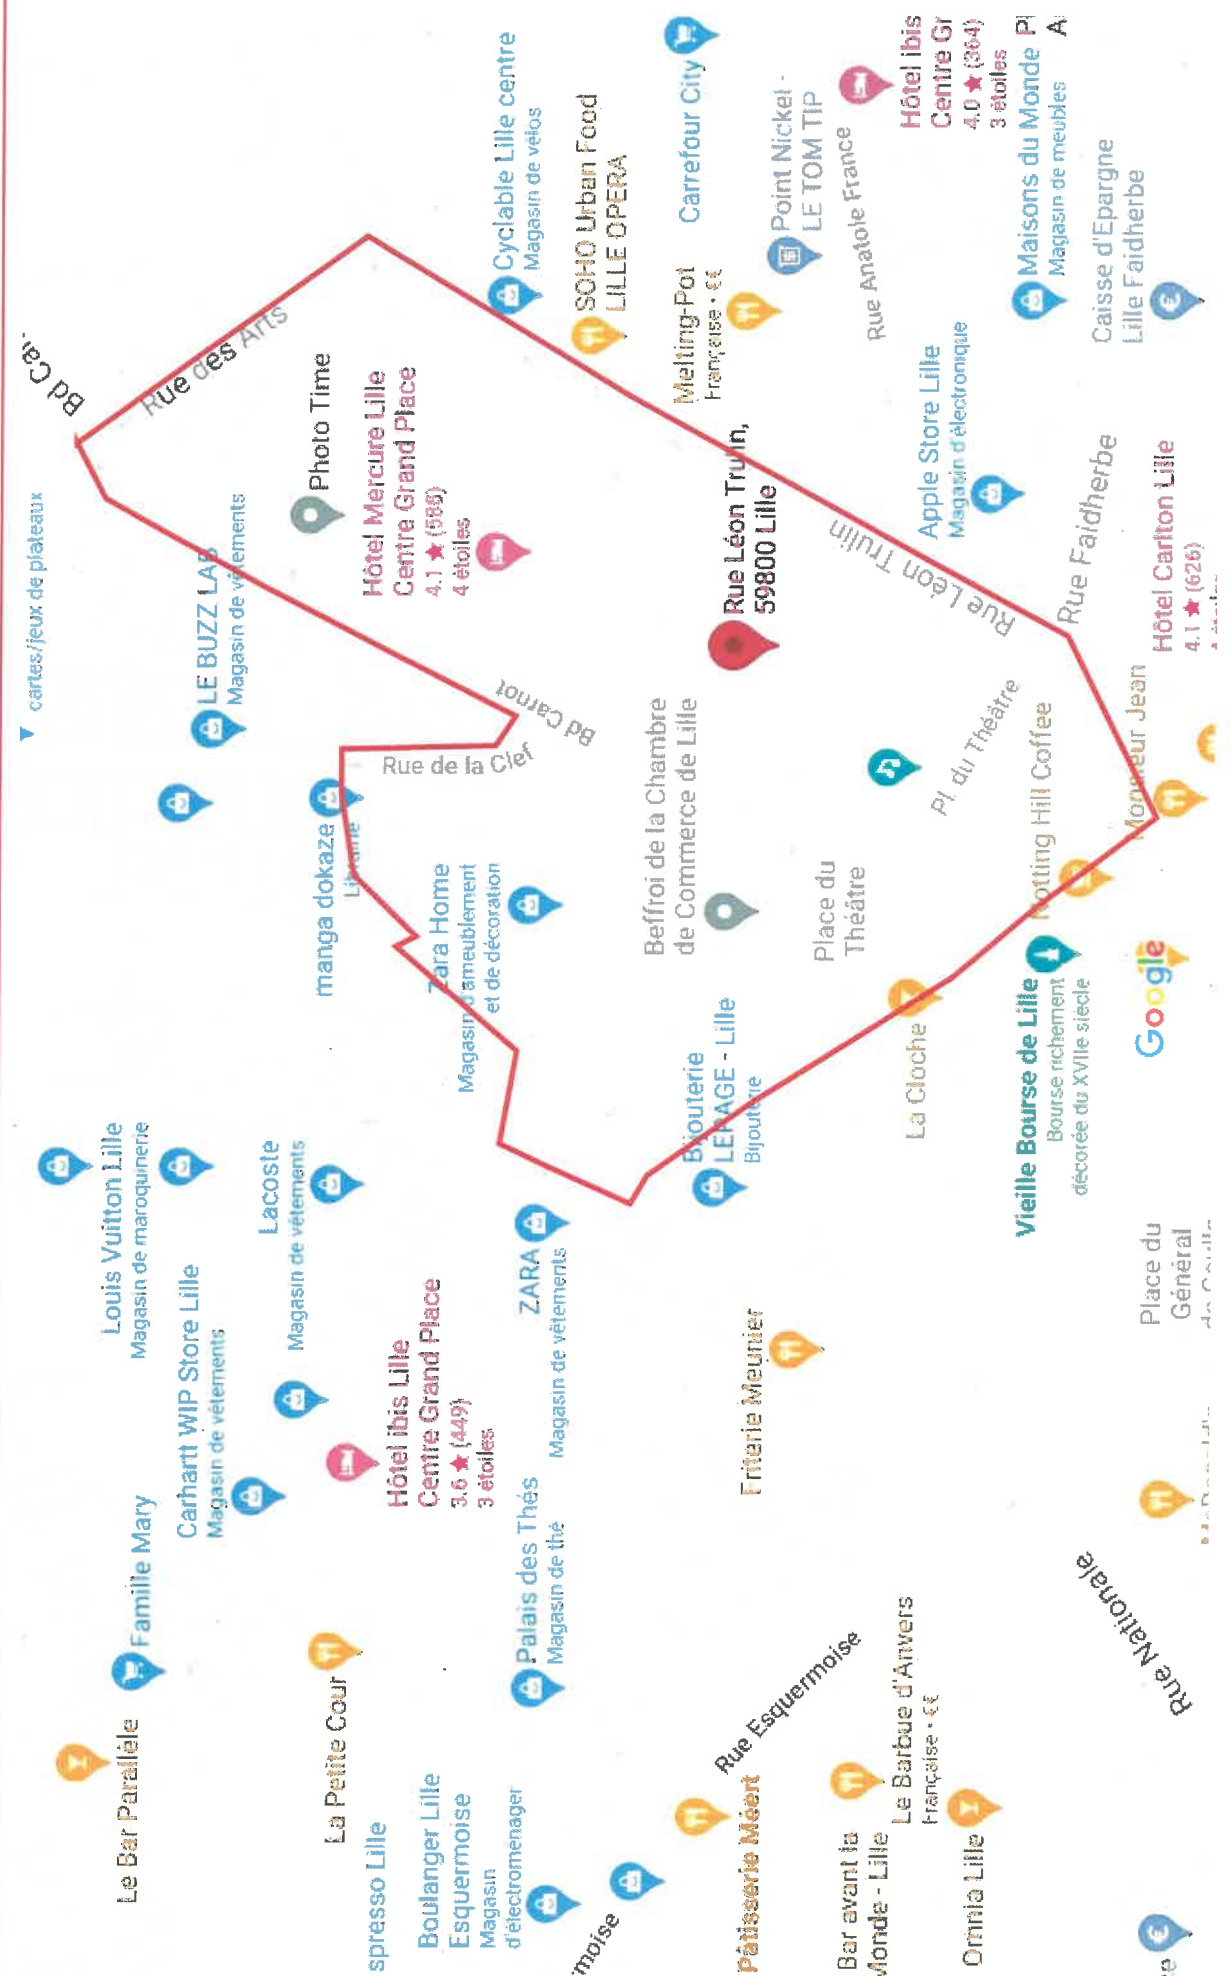 cartes/jeux de plateaux
Bd Car
Rue des Arts
LE BUZZ LAB
Magasin de vêtements
Photo Time
Hôtel Mercure Lille
Centre Grand Place
4.1 ★ (588)
4 étoiles
Cyclable Lille centre
Magasin de vélos
SOHO Urban Food
LILLE OPERA
Carrefour City
Melting-Pot
Française · €€
Point Nickel -
LE TOM TIP
Rue Anatole France
Hôtel ibis
Centre Gr
4.0 ★ (364)
3 étoiles
Maisons du Monde
Magasin de meubles
Pl
A
Caisse d'Epargne
Lille Faidherbe
Apple Store Lille
Magasin d'électronique
Rue Léon Trulin,
59800 Lille
Rue Léon Trulin
Rue Faidherbe
Hôtel Carlton Lille
4.1 ★ (626)
Monsieur Jean
Notting Hill Coffee
Pl. du Théâtre
Place du
Théâtre
Beffroi de la Chambre
de Commerce de Lille
Bd Carnot
Rue de la Clef
manga dokaze
Librairie
Zara Home
Magasin d'ameublement
et de décoration
Bijouterie
LEPAGE - Lille
Bijouterie
La Cloche
Vieille Bourse de Lille
Bourse richement
décorée du XVIIe siècle
Google
Place du
Général
Louis Vuitton Lille
Magasin de maroquinerie
Carhartt WIP Store Lille
Magasin de vêtements
Lacoste
Magasin de vêtements
Hôtel ibis Lille
Centre Grand Place
3.6 ★ (449)
3 étoiles
ZARA
Magasin de vêtements
Friterie Meunier
Famille Mary
Le Bar Parallèle
La Petite Cour
Palais des Thés
Magasin de thé
spresso Lille
Boulanger Lille
Esquermoise
Magasin
d'électroménager
moise
Rue Esquermoise
Pâtisserie Méert
Bar avant la
Monde - Lille
Le Barbue d'Anvers
Française · €€
Omnia Lille
Rue Nationale